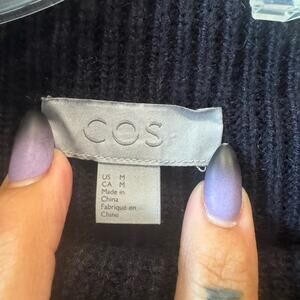 COS
US M
CA M
Made in
China
Fabriqué en
Chine